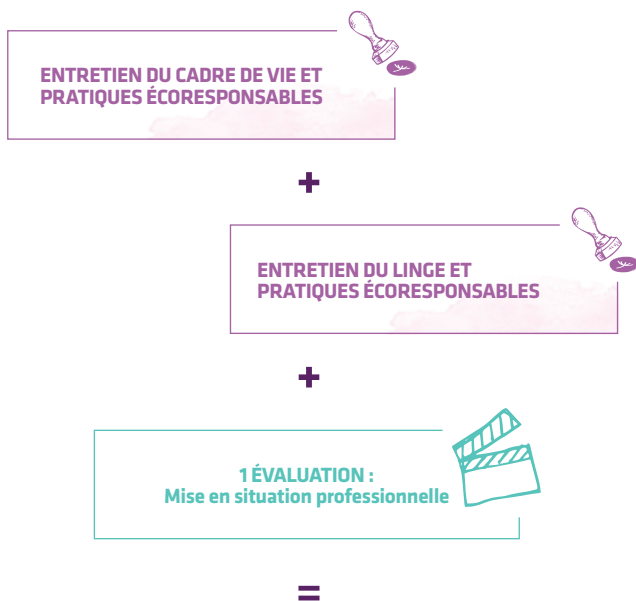 ENTRETIEN DU CADRE DE VIE ET
PRATIQUES ÉCORESPONSABLES
+
ENTRETIEN DU LINGE ET
PRATIQUES ÉCORESPONSABLES
+
1 ÉVALUATION :
Mise en situation professionnelle
=